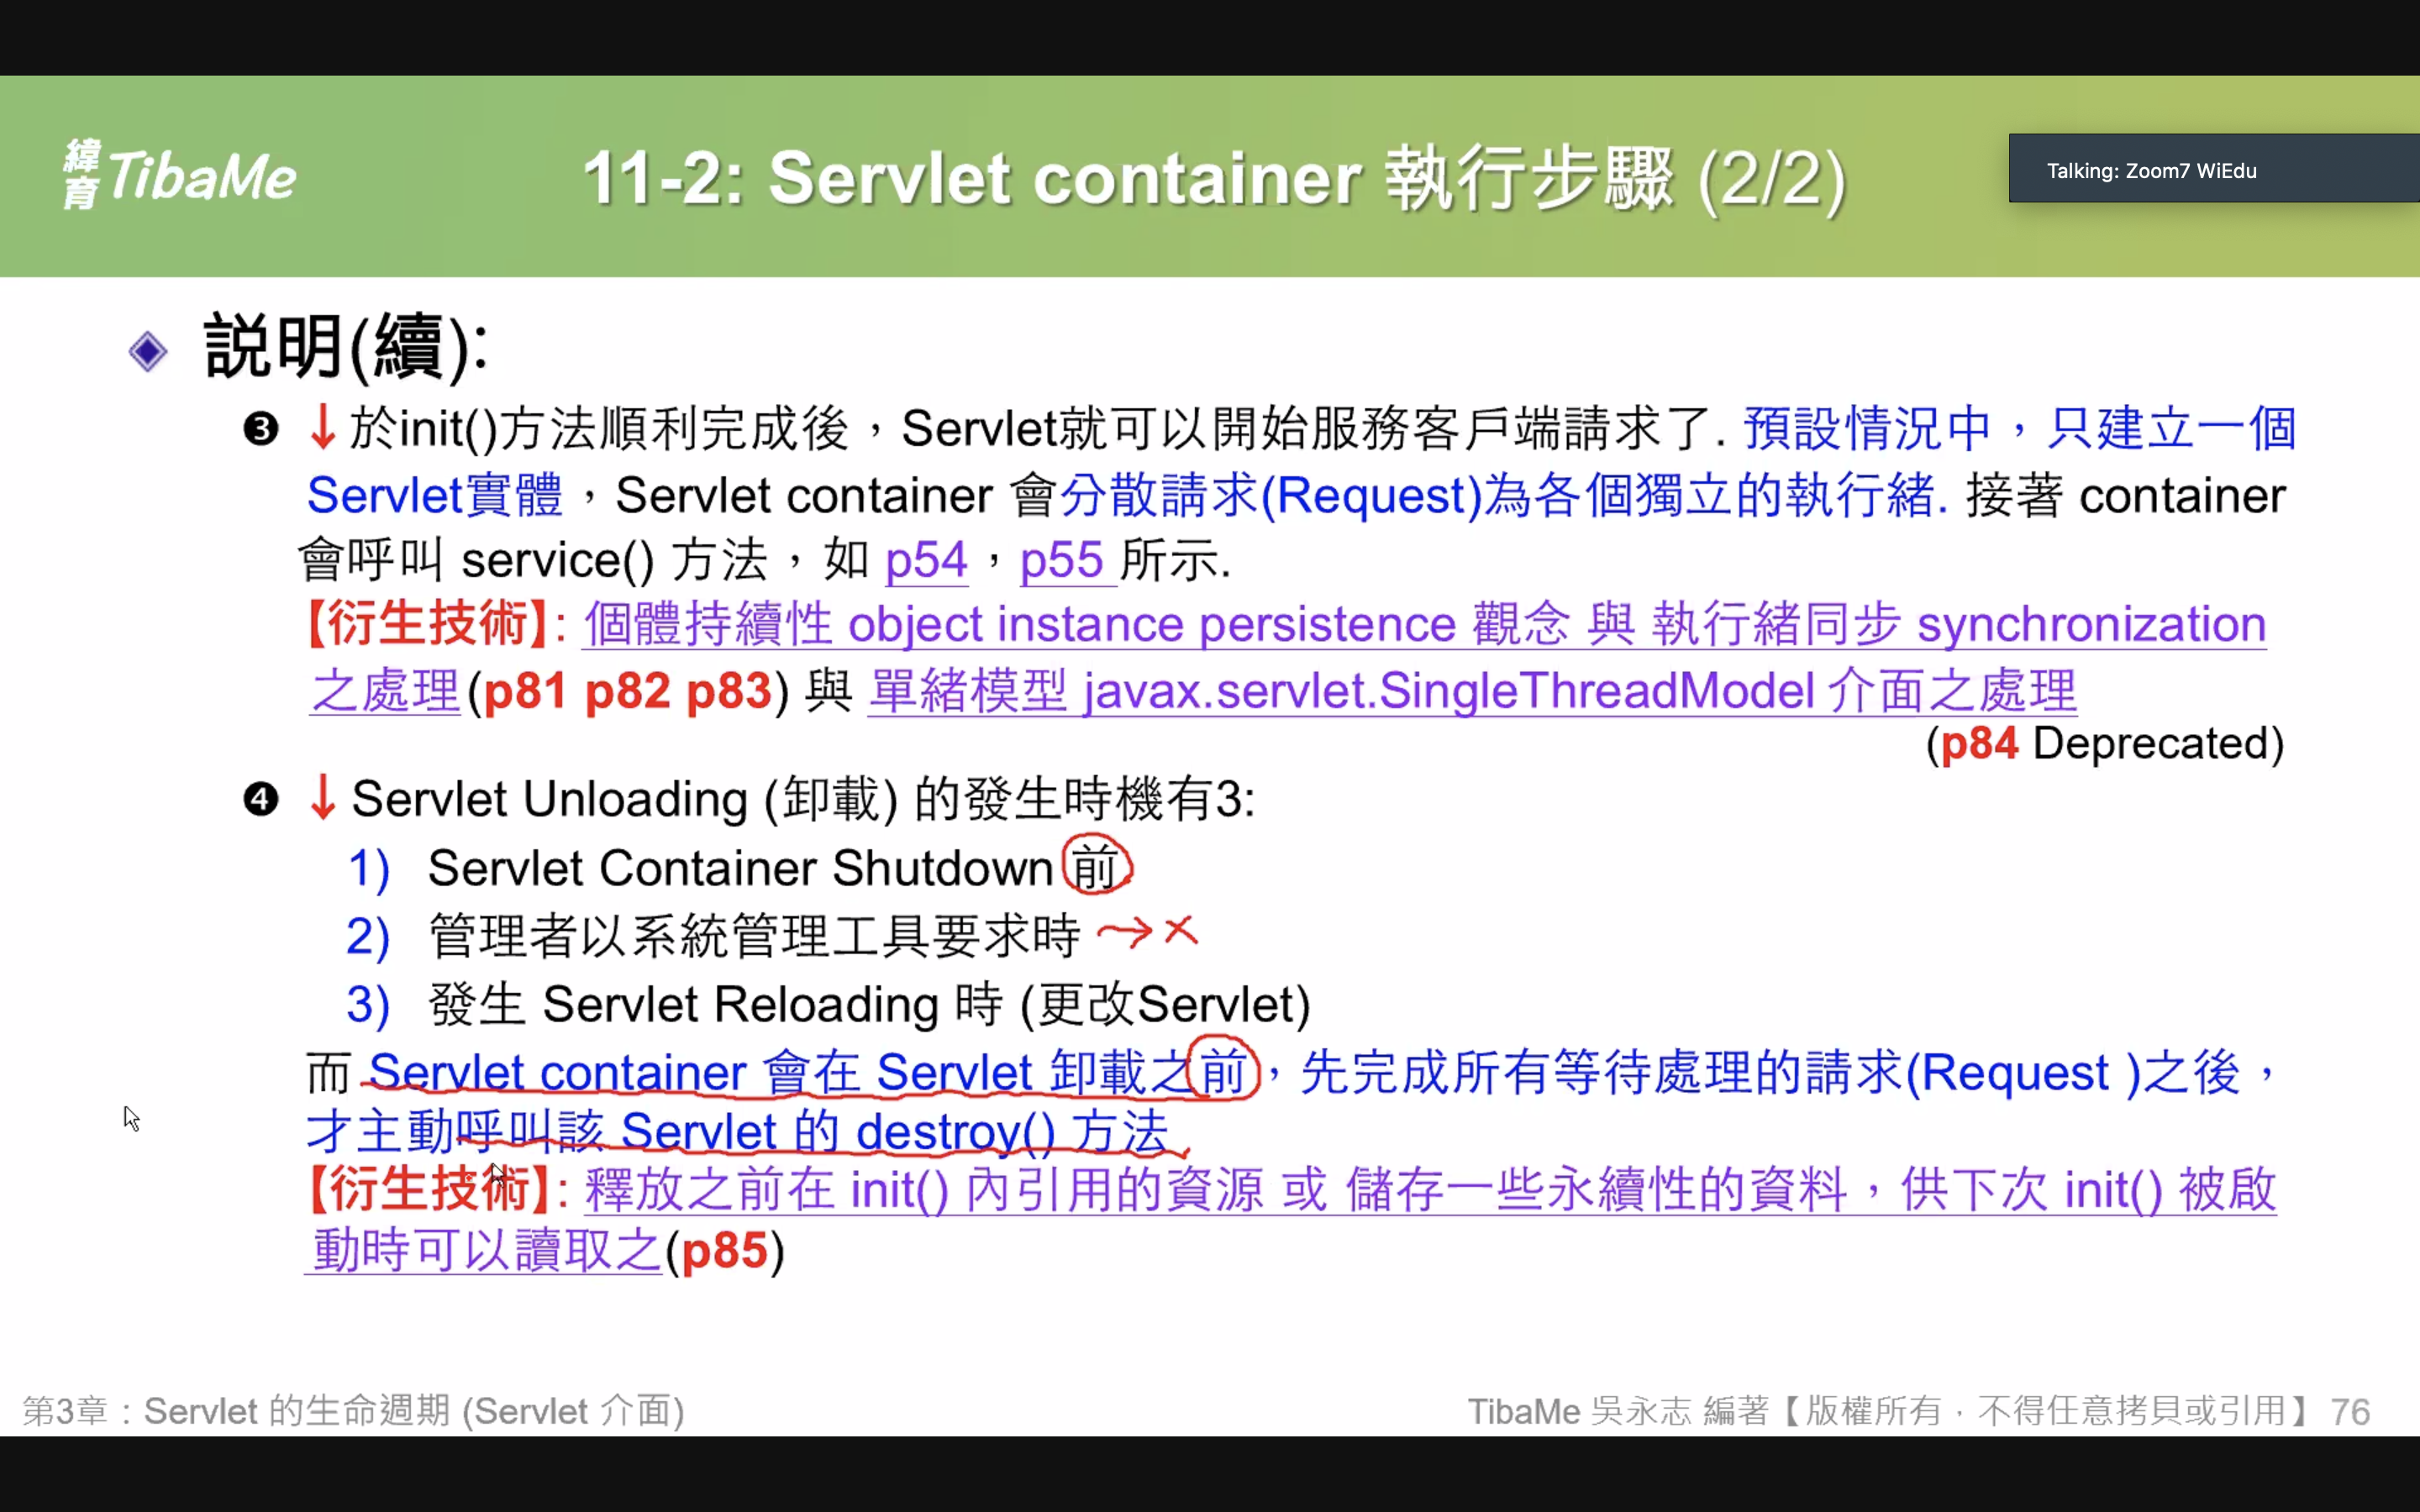 緯育 TibaMe
11-2: Servlet container 執行步驟 (2/2)
Talking: Zoom7 WiEdu
說明(續):
❸ ↓於init()方法順利完成後，Servlet就可以開始服務客戶端請求了. 預設情況中，只建立一個
Servlet實體，Servlet container 會分散請求(Request)為各個獨立的執行緒. 接著 container
會呼叫 service() 方法，如 p54，p55 所示.
【衍生技術】: 個體持續性 object instance persistence 觀念 與 執行緒同步 synchronization
之處理(p81 p82 p83) 與 單緒模型 javax.servlet.SingleThreadModel 介面之處理
(p84 Deprecated)
❹ ↓ Servlet Unloading (卸載) 的發生時機有3:
1) Servlet Container Shutdown 前
2) 管理者以系統管理工具要求時 →×
3) 發生 Servlet Reloading 時 (更改Servlet)
而 Servlet container 會在 Servlet 卸載之前，先完成所有等待處理的請求(Request )之後，
才主動呼叫該 Servlet 的 destroy() 方法
【衍生技術】: 釋放之前在 init() 內引用的資源 或 儲存一些永續性的資料，供下次 init() 被啟
動時可以讀取之(p85)
第3章：Servlet 的生命週期 (Servlet 介面)
TibaMe 吳永志 編著【版權所有，不得任意拷貝或引用】 76